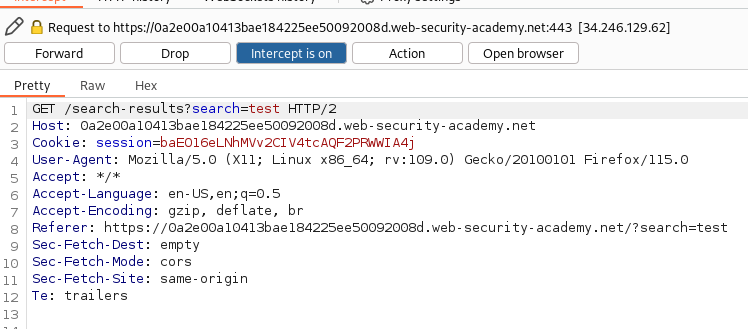 Request to https://0a2e00a10413bae184225ee50092008d.web-security-academy.net:443 [34.246.129.62]
Forward Drop Intercept is on Action Open browser
Pretty Raw Hex
1 GET /search-results?search=test HTTP/2
2 Host: 0a2e00a10413bae184225ee50092008d.web-security-academy.net
3 Cookie: session=baEO16eLNhMVv2CIV4tcAQF2PRWWIA4j
4 User-Agent: Mozilla/5.0 (X11; Linux x86_64; rv:109.0) Gecko/20100101 Firefox/115.0
5 Accept: */*
6 Accept-Language: en-US,en;q=0.5
7 Accept-Encoding: gzip, deflate, br
8 Referer: https://0a2e00a10413bae184225ee50092008d.web-security-academy.net/?search=test
9 Sec-Fetch-Dest: empty
10 Sec-Fetch-Mode: cors
11 Sec-Fetch-Site: same-origin
12 Te: trailers
13